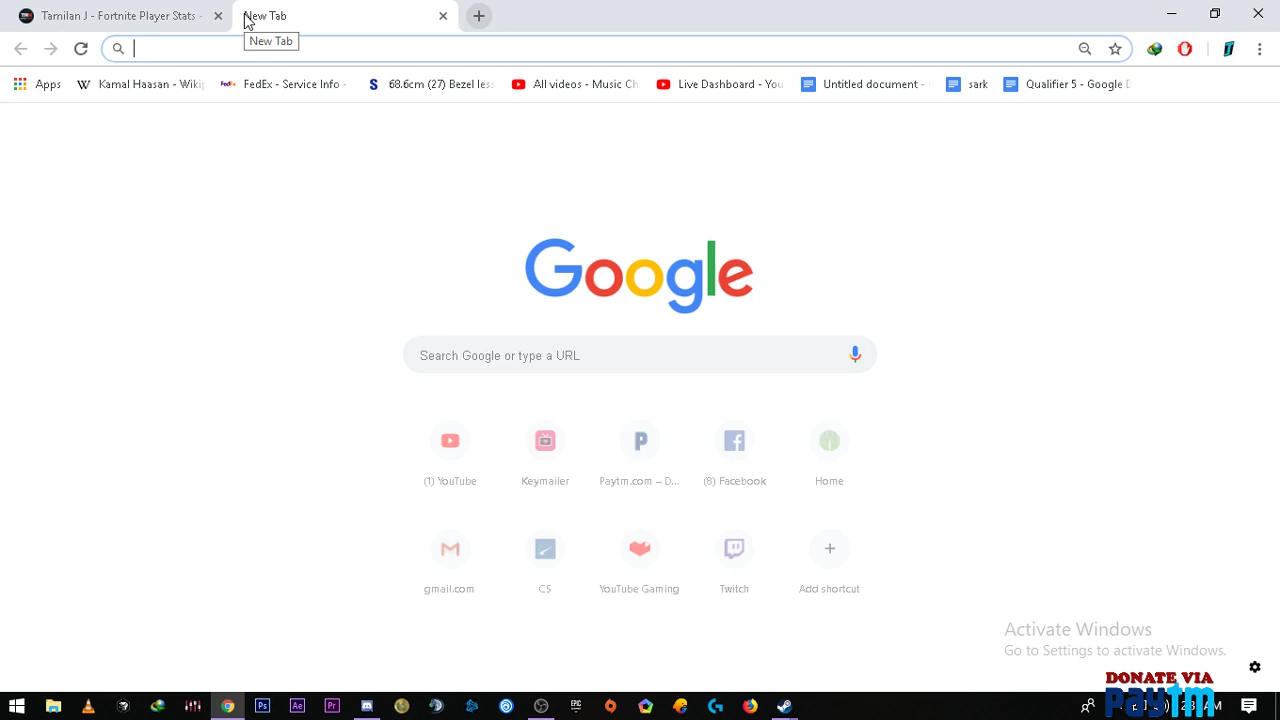 Tamilan J - Fortnite Player Stats -
New Tab
New Tab
Apps
Kamal Haasan - Wiki
FedEx - Service Info -
68.6cm (27) Bezel less
All videos - Music Ch
Live Dashboard - You
Untitled document -
sark
Qualifier 5 - Google D
Google
Search Google or type a URL
(1) YouTube
Keymailer
Paytm.com – D...
(8) Facebook
Home
gmail.com
CS
YouTube Gaming
Twitch
Add shortcut
Activate Windows
Go to Settings to activate Windows.
DONATE VIA
paytm